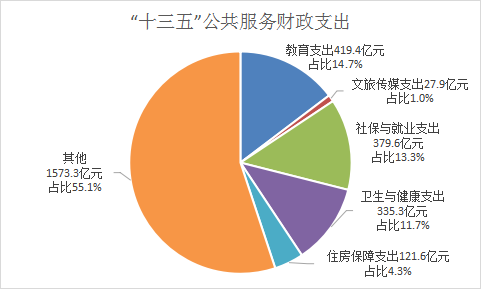 “十三五”公共服务财政支出
教育支出419.4亿元
占比14.7%
文旅传媒支出27.9亿元
占比1.0%
社保与就业支出
379.6亿元
占比13.3%
卫生与健康支出
335.3亿元
占比11.7%
住房保障支出121.6亿元
占比4.3%
其他
1573.3亿元
占比55.1%